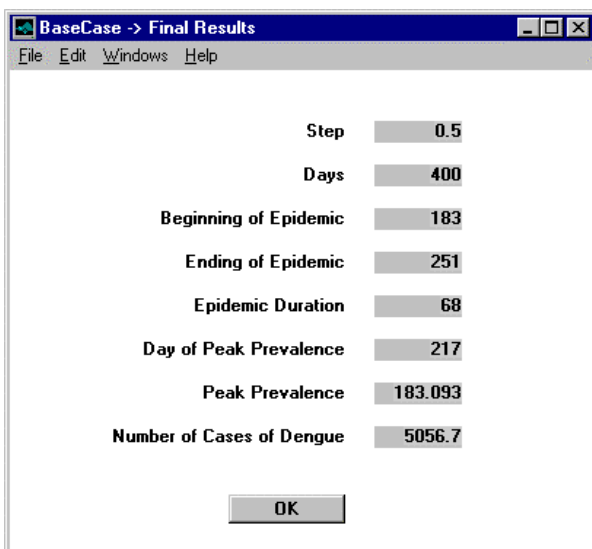 BaseCase -> Final Results
File Edit Windows Help
Step 0.5
Days 400
Beginning of Epidemic 183
Ending of Epidemic 251
Epidemic Duration 68
Day of Peak Prevalence 217
Peak Prevalence 183.093
Number of Cases of Dengue 5056.7
OK